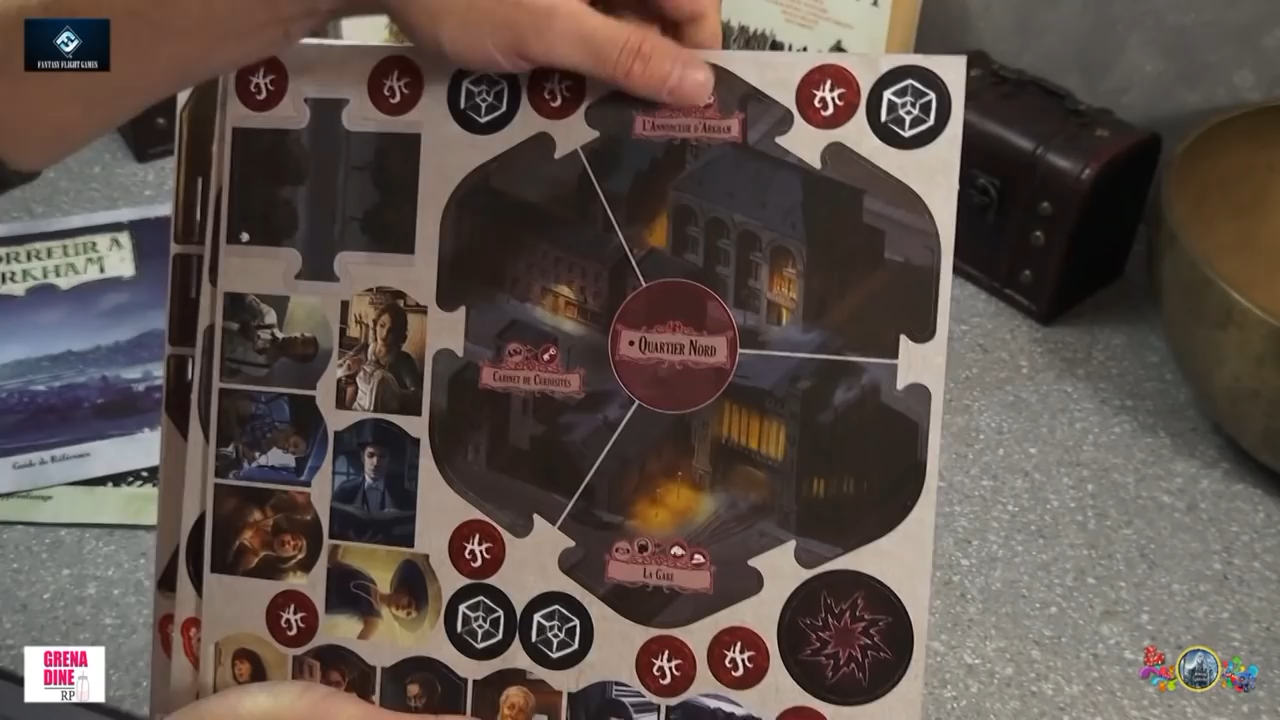 FANTASY FLIGHT GAMES
L'ANNONCEUR D'ARKHAM
ORREUR À
RKHAM
• QUARTIER NORD
CABINET DE CURIOSITÉS
Guide de Référence
LA GARE
GRENA
DINE
RP